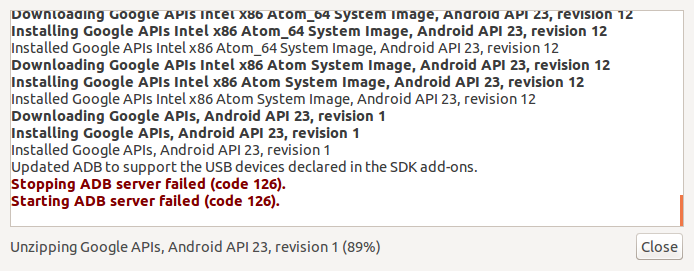 Downloading Google APIs Intel x86 Atom_64 System Image, Android API 23, revision 12
Installing Google APIs Intel x86 Atom_64 System Image, Android API 23, revision 12
Installed Google APIs Intel x86 Atom_64 System Image, Android API 23, revision 12
Downloading Google APIs Intel x86 Atom System Image, Android API 23, revision 12
Installing Google APIs Intel x86 Atom System Image, Android API 23, revision 12
Installed Google APIs Intel x86 Atom System Image, Android API 23, revision 12
Downloading Google APIs, Android API 23, revision 1
Installing Google APIs, Android API 23, revision 1
Installed Google APIs, Android API 23, revision 1
Updated ADB to support the USB devices declared in the SDK add-ons.
Stopping ADB server failed (code 126).
Starting ADB server failed (code 126).
Unzipping Google APIs, Android API 23, revision 1 (89%)
Close